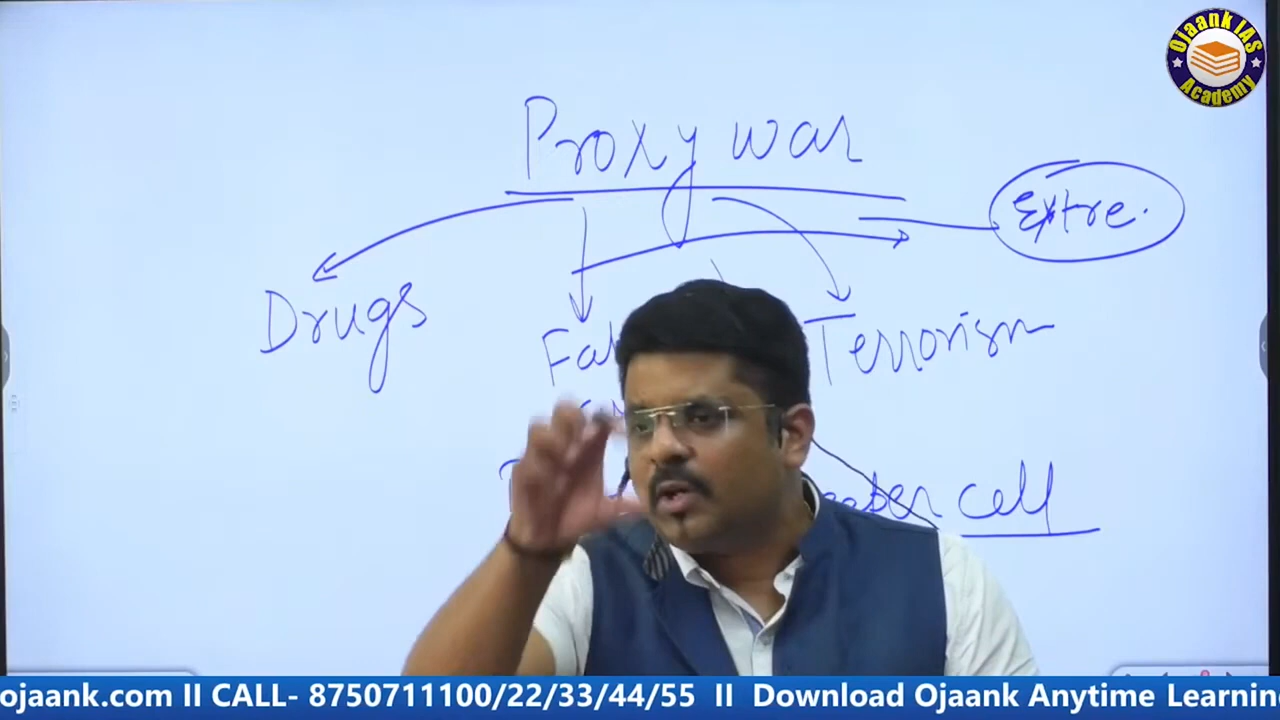 Ojaank IAS
Academy
Proxy war
Extre.
Drugs
Terrorism
cell
ojaank.com II CALL- 8750711100/22/33/44/55 II Download Ojaank Anytime Learnin